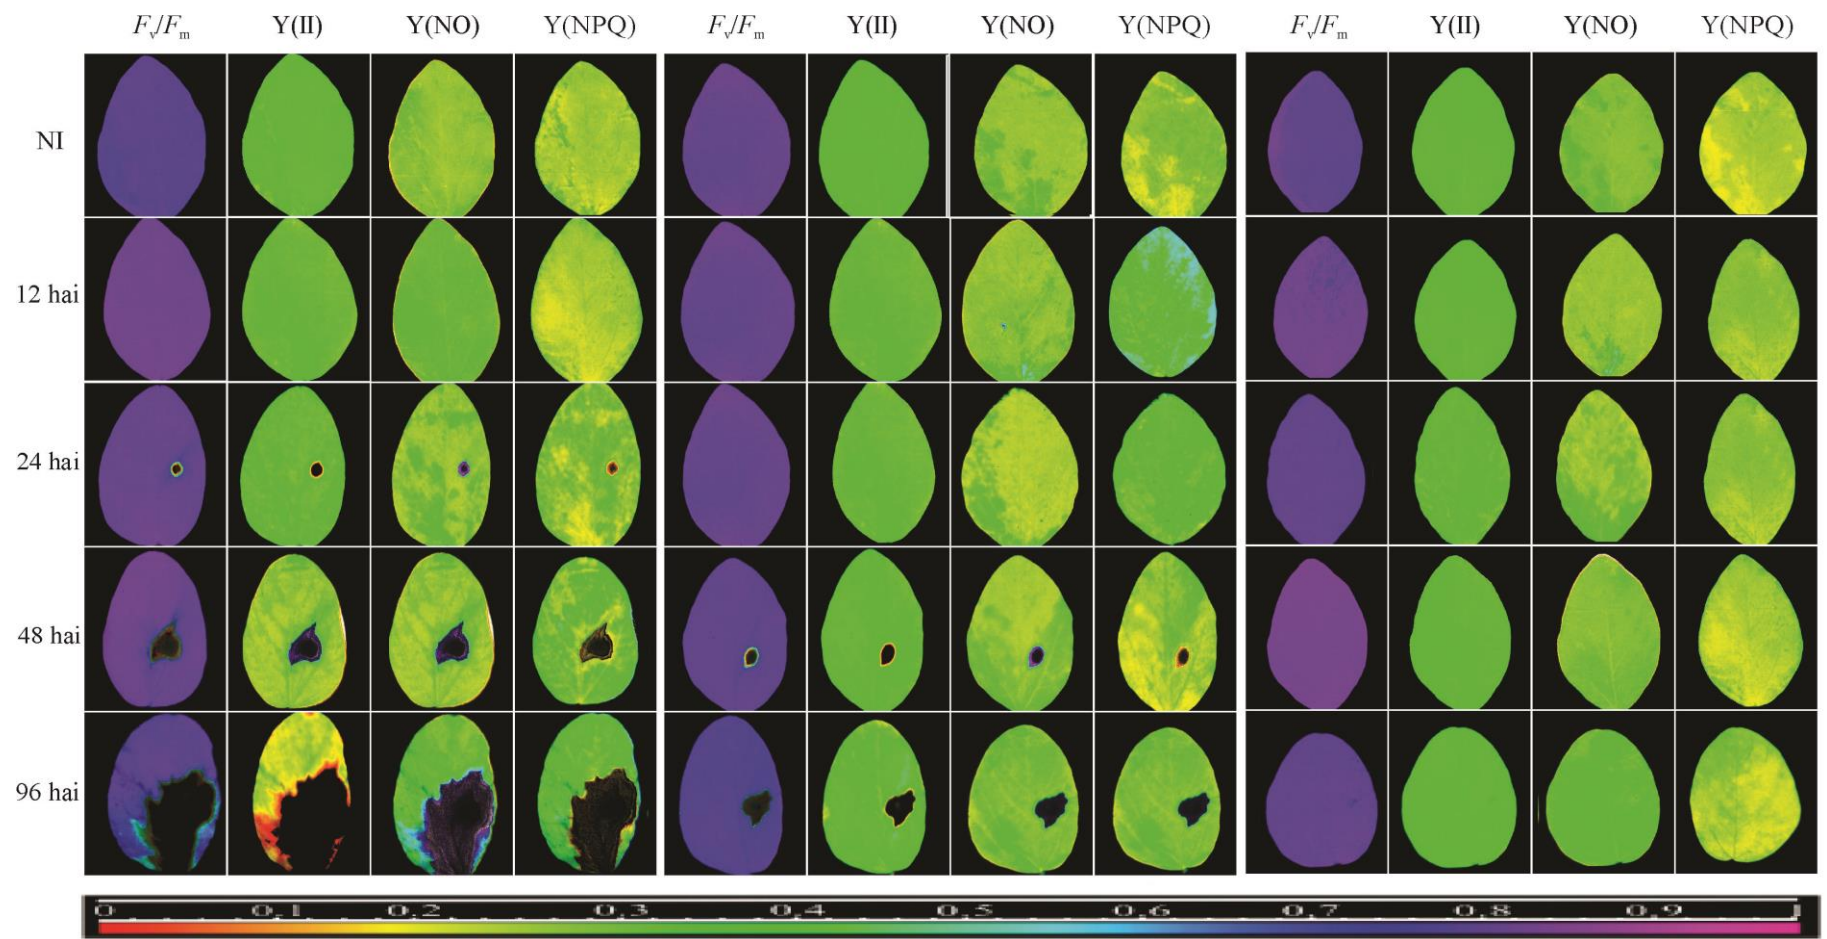 Fv/Fm Y(II) Y(NO) Y(NPQ) Fv/Fm Y(II) Y(NO) Y(NPQ) Fv/Fm Y(II) Y(NO) Y(NPQ)
NI
12 hai
24 hai
48 hai
96 hai
0 0,1 0,2 0,3 0,4 0,5 0,6 0,7 0,8 0,9 1